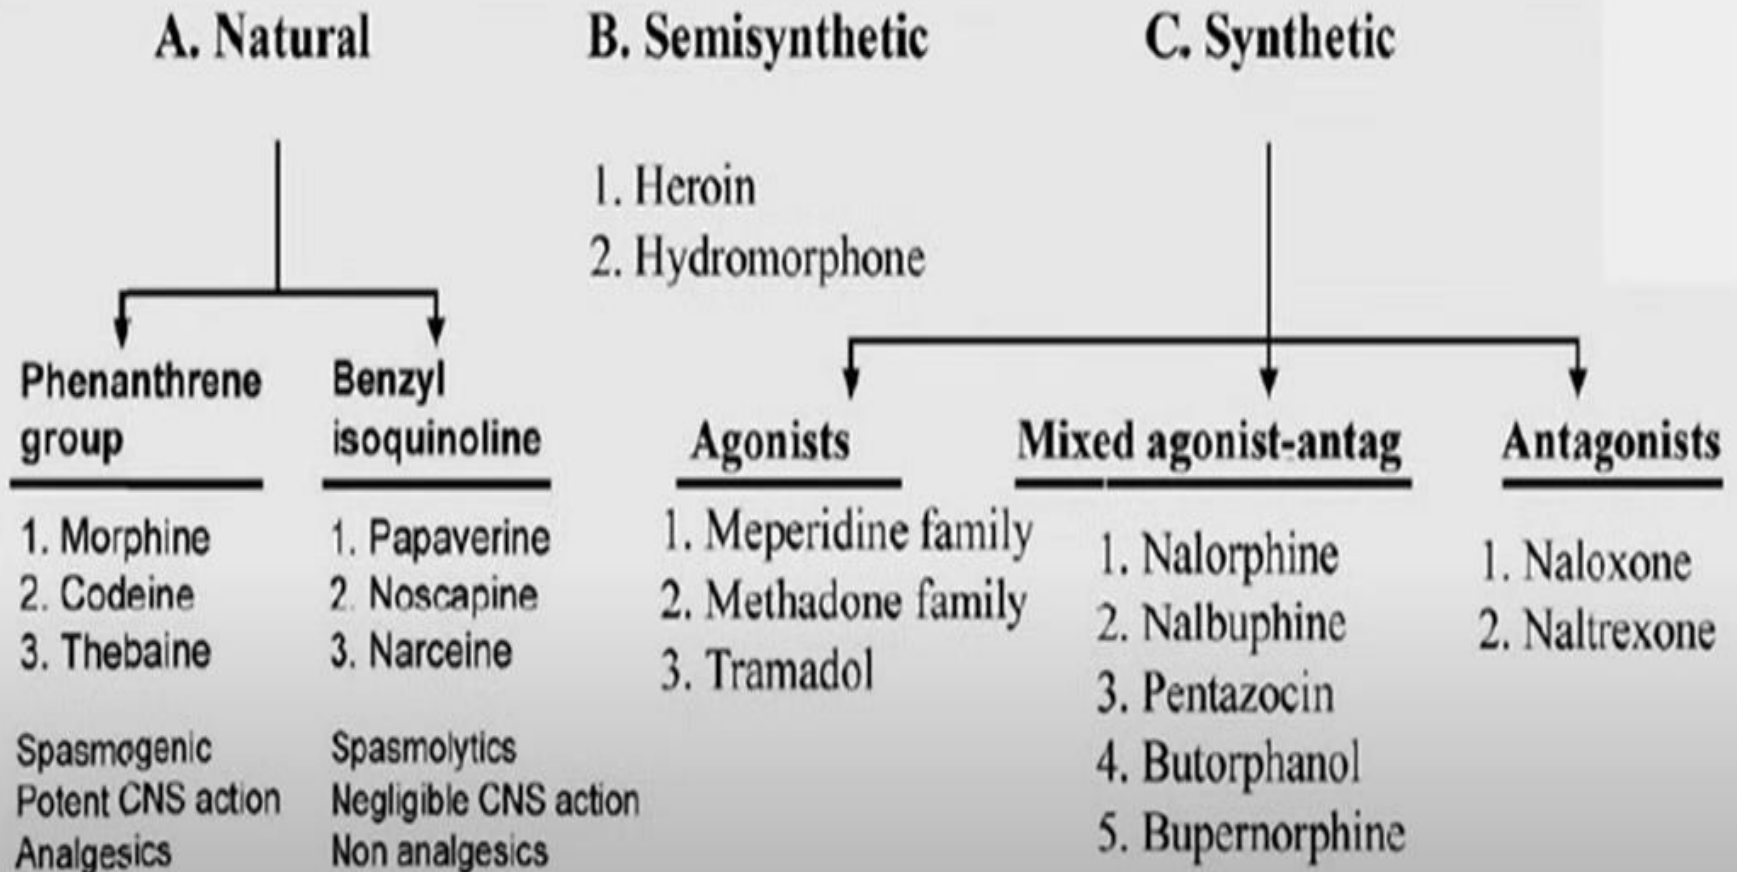 A. Natural
B. Semisynthetic
C. Synthetic
1. Heroin
2. Hydromorphone
Phenanthrene
group
1. Morphine
2. Codeine
3. Thebaine
Spasmogenic
Potent CNS action
Analgesics
Benzyl
isoquinoline
1. Papaverine
2. Noscapine
3. Narceine
Spasmolytics
Negligible CNS action
Non analgesics
Agonists
1. Meperidine family
2. Methadone family
3. Tramadol
Mixed agonist-antag
1. Nalorphine
2. Nalbuphine
3. Pentazocin
4. Butorphanol
5. Bupernorphine
Antagonists
1. Naloxone
2. Naltrexone